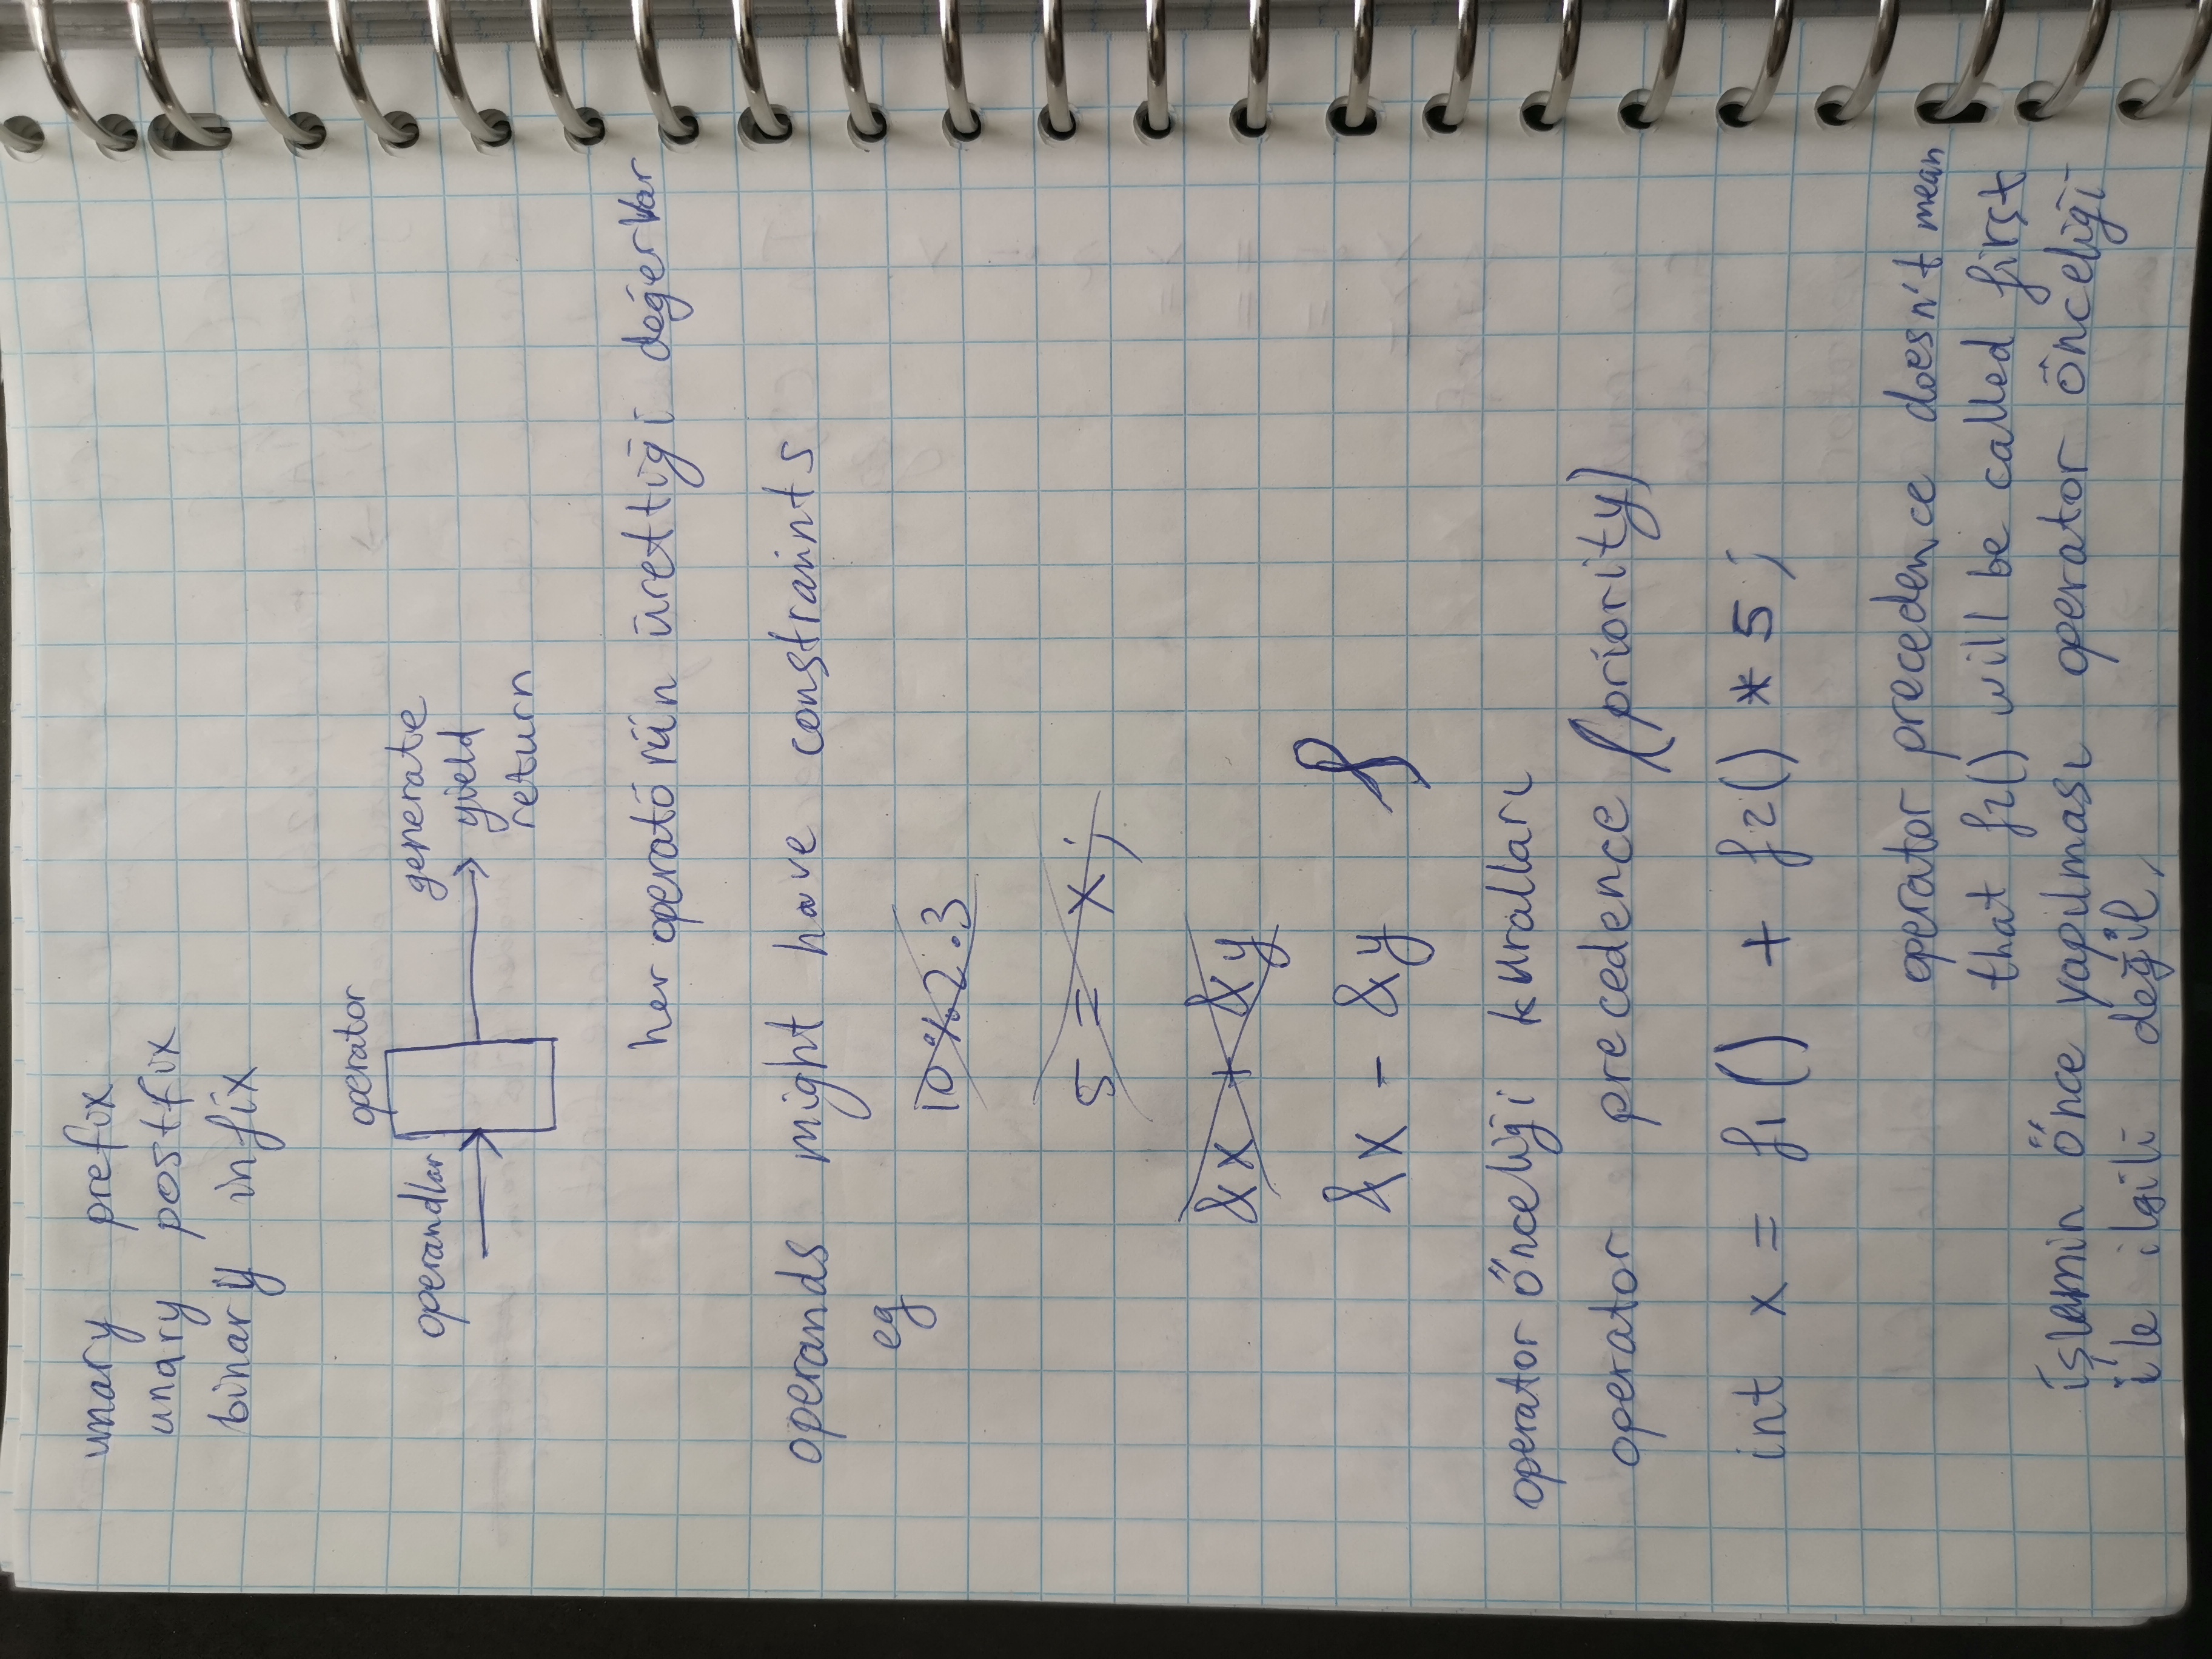 unary prefix
unary postfix
binary infix
operator
operandlar
generate
yield
return
her operatörün ürettiği değer var
operands might have constraints
eg
10 % 2.3
5 = x;
&x + &y
&x - &y
operator önceliği kuralları
operator precedence (priority)
int x = f1() + f2() * 5;
operator precedence doesn't mean
that f2() will be called first
işlemin önce yapılması operator önceliği
ile ilgili değil,